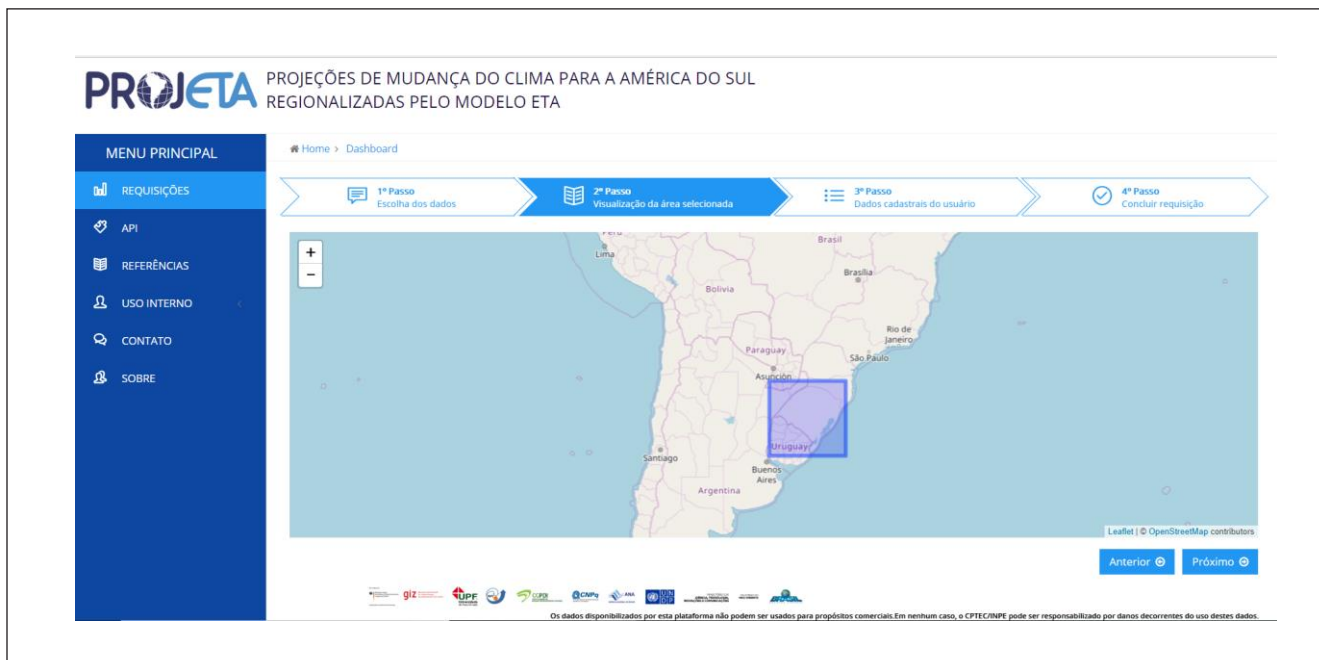 PROJETA
PROJEÇÕES DE MUDANÇA DO CLIMA PARA A AMÉRICA DO SUL
REGIONALIZADAS PELO MODELO ETA
MENU PRINCIPAL
Home > Dashboard
REQUISIÇÕES
API
REFERÊNCIAS
USO INTERNO
CONTATO
SOBRE
1º Passo
Escolha dos dados
2º Passo
Visualização da área selecionada
3º Passo
Dados cadastrais do usuário
4º Passo
Concluir requisição
+
−
Peru
Lima
Brasil
Brasília
Bolivia
Rio de
Janeiro
Paraguay
São Paulo
Asunción
Uruguay
Santiago
Buenos
Aires
Argentina
Leaflet | © OpenStreetMap contributors
Anterior
Próximo
giz
UPF
CNPq
ANA
Os dados disponibilizados por esta plataforma não podem ser usados para propósitos comerciais.Em nenhum caso, o CPTEC/INPE pode ser responsabilizado por danos decorrentes do uso destes dados.